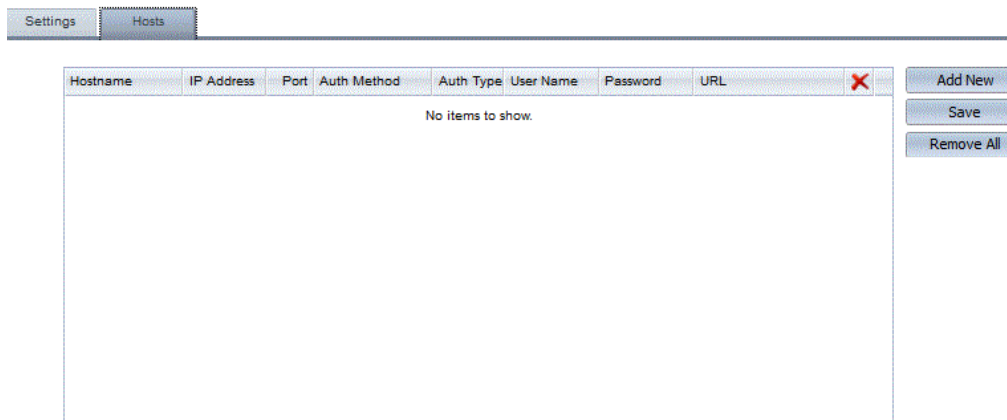 Settings Hosts
Hostname IP Address Port Auth Method Auth Type User Name Password URL Add New
No items to show. Save
Remove All